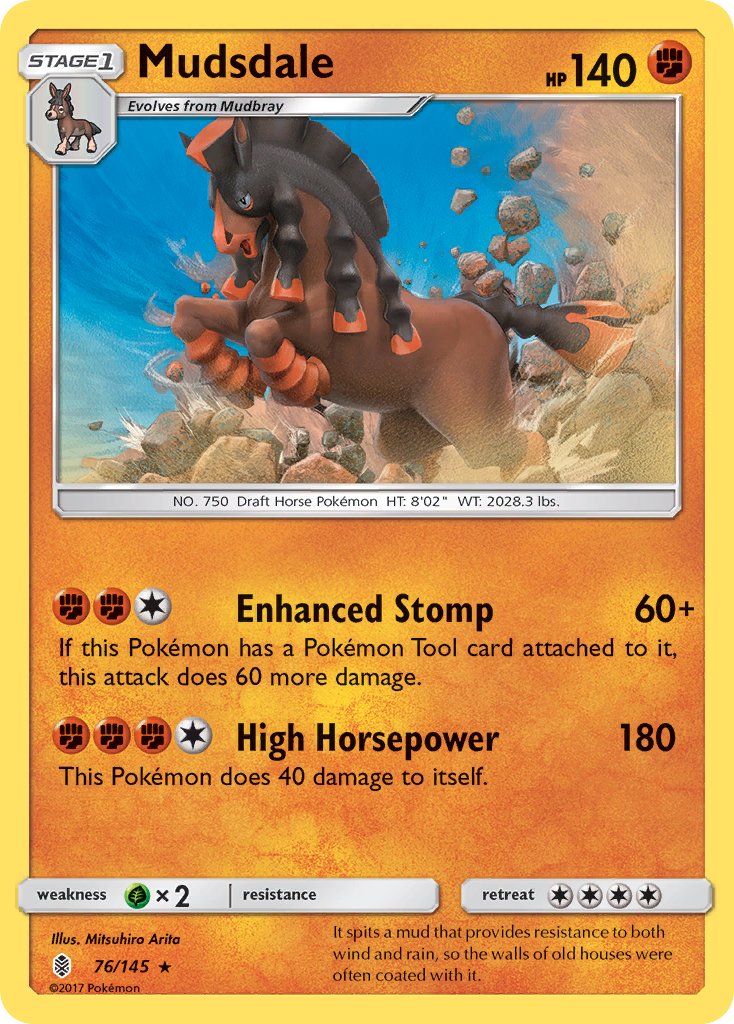 STAGE1
Mudsdale
HP 140
Evolves from Mudbray
NO. 750 Draft Horse Pokémon HT: 8'02" WT: 2028.3 lbs.
Enhanced Stomp 60+
If this Pokémon has a Pokémon Tool card attached to it,
this attack does 60 more damage.
High Horsepower 180
This Pokémon does 40 damage to itself.
weakness ×2 resistance retreat
Illus. Mitsuhiro Arita
76/145 ★
©2017 Pokémon
It spits a mud that provides resistance to both
wind and rain, so the walls of old houses were
often coated with it.